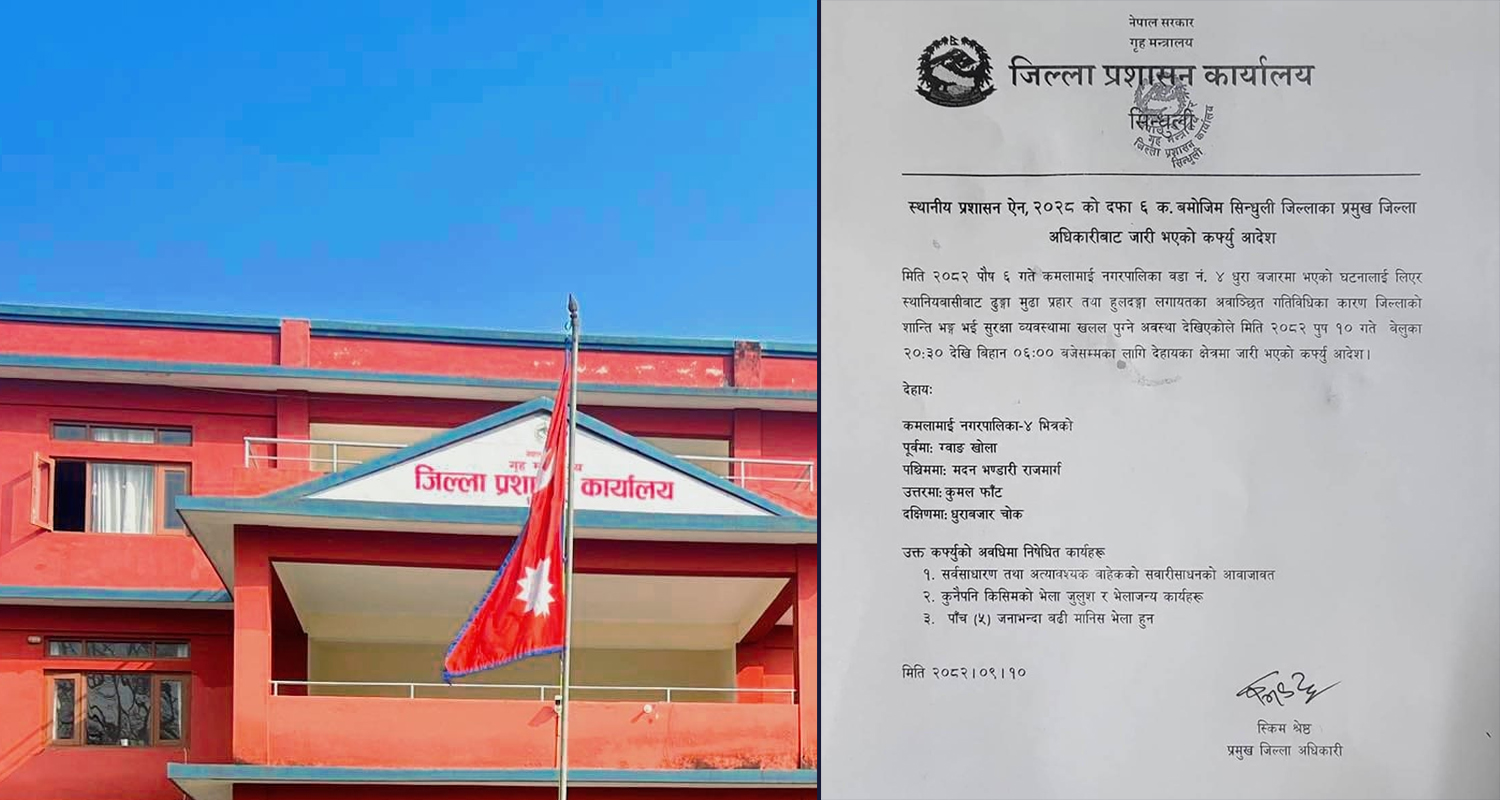 गृह
जिल्ला प्रशा कार्यालय
नेपाल सरकार
गृह मन्त्रालय
जिल्ला प्रशासन कार्यालय
सिन्धुली
गृह मन्त्रालय
जिल्ला प्रशासन कार्यालय
सिन्धुली
स्थानीय प्रशासन ऐन, २०२८ को दफा ६ क. बमोजिम सिन्धुली जिल्लाका प्रमुख जिल्ला
अधिकारीबाट जारी भएको कर्फ्यु आदेश
मिति २०८२ पौष ६ गते कमलामाई नगरपालिका वडा नं. ४ धुरा बजारमा भएको घटनालाई लिएर
स्थानियवासीबाट ढुङ्गा मुढा प्रहार तथा हुलदङ्गा लगायतका अवाञ्छित गतिविधिका कारण जिल्लाको
शान्ति भङ्ग भई सुरक्षा व्यवस्थामा खलल पुग्ने अवस्था देखिएकोले मिति २०८२ पुष १० गते बेलुका
२०:३० देखि बिहान ०६:०० बजेसम्मका लागि देहायका क्षेत्रमा जारी भएको कर्फ्यु आदेश।
देहायः
कमलामाई नगरपालिका-४ भित्रको
पूर्वमाः ग्वाङ खोला
पश्चिममाः मदन भण्डारी राजमार्ग
उत्तरमाः कुमल फाँट
दक्षिणमाः धुराबजार चोक
उक्त कर्फ्युको अवधिमा निषेधित कार्यहरू
१. सर्वसाधारण तथा अत्यावश्यक बाहेकको सवारीसाधनको आवाजावत
२. कुनैपनि किसिमको भेला जुलुश र भेलाजन्य कार्यहरू
३. पाँच (५) जनाभन्दा बढी मानिस भेला हुन
मिति २०८२।०९।१०
स्किम श्रेष्ठ
प्रमुख जिल्ला अधिकारी